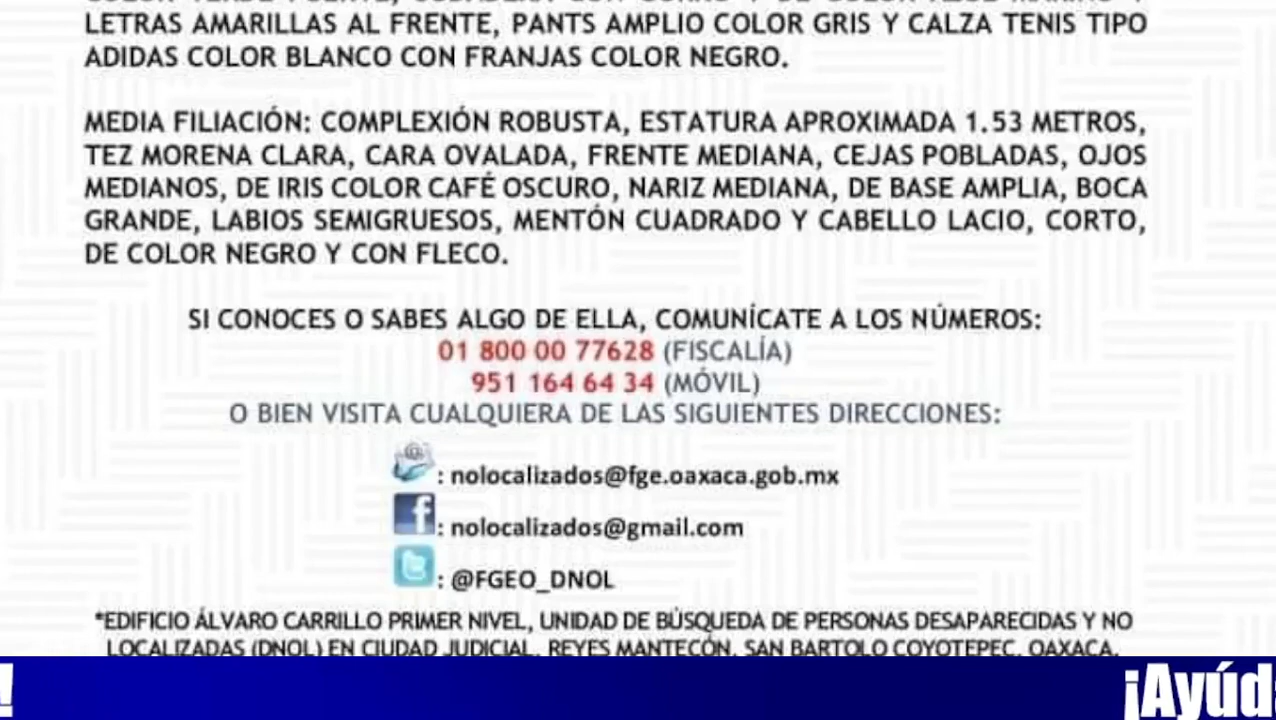 LETRAS AMARILLAS AL FRENTE, PANTS AMPLIO COLOR GRIS Y CALZA TENIS TIPO
ADIDAS COLOR BLANCO CON FRANJAS COLOR NEGRO.
MEDIA FILIACIÓN: COMPLEXIÓN ROBUSTA, ESTATURA APROXIMADA 1.53 METROS,
TEZ MORENA CLARA, CARA OVALADA, FRENTE MEDIANA, CEJAS POBLADAS, OJOS
MEDIANOS, DE IRIS COLOR CAFÉ OSCURO, NARIZ MEDIANA, DE BASE AMPLIA, BOCA
GRANDE, LABIOS SEMIGRUESOS, MENTÓN CUADRADO Y CABELLO LACIO, CORTO,
DE COLOR NEGRO Y CON FLECO.
SI CONOCES O SABES ALGO DE ELLA, COMUNÍCATE A LOS NÚMEROS:
01 800 00 77628 (FISCALÍA)
951 164 64 34 (MÓVIL)
O BIEN VISITA CUALQUIERA DE LAS SIGUIENTES DIRECCIONES:
: nolocalizados@fge.oaxaca.gob.mx
: nolocalizados@gmail.com
: @FGEO_DNOL
*EDIFICIO ÁLVARO CARRILLO PRIMER NIVEL, UNIDAD DE BÚSQUEDA DE PERSONAS DESAPARECIDAS Y NO
LOCALIZADAS (DNOL) EN CIUDAD JUDICIAL, REYES MANTECÓN, SAN BARTOLO COYOTEPEC, OAXACA.
! ¡Ayúd